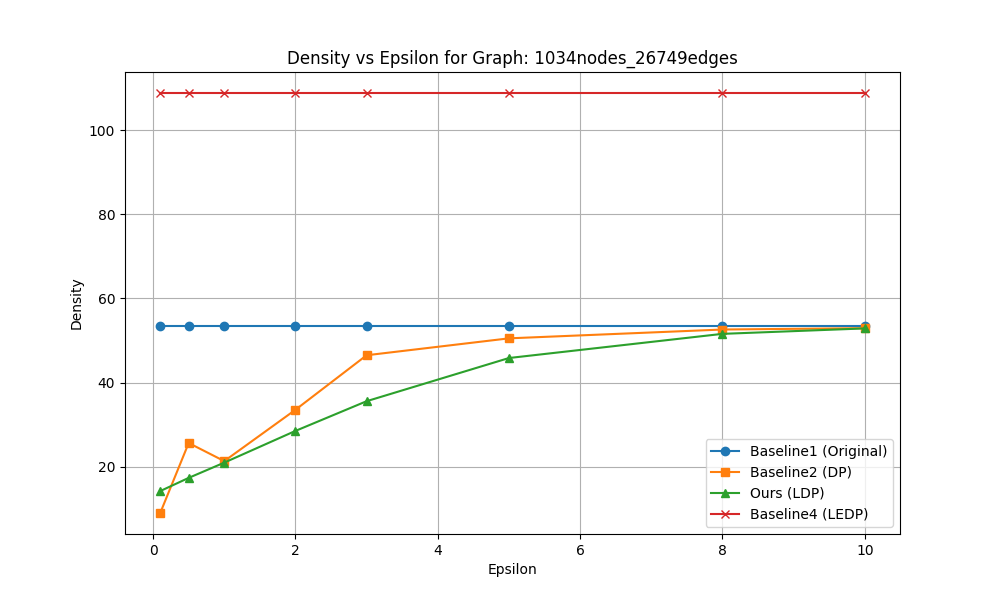 Density vs Epsilon for Graph: 1034nodes_26749edges
Density
100
80
60
40
20
0
2
4
6
8
10
Epsilon
Baseline1 (Original)
Baseline2 (DP)
Ours (LDP)
Baseline4 (LEDP)